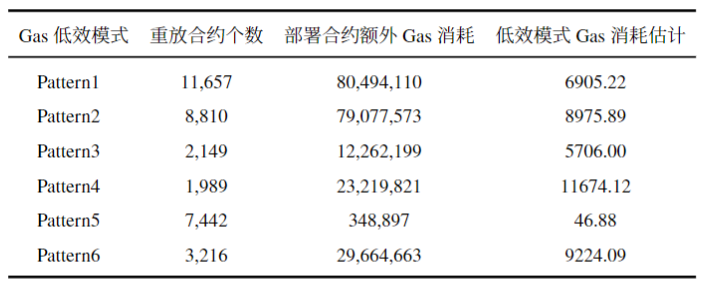 Gas 低效模式 重放合约个数 部署合约额外 Gas 消耗 低效模式 Gas 消耗估计
Pattern1 11,657 80,494,110 6905.22
Pattern2 8,810 79,077,573 8975.89
Pattern3 2,149 12,262,199 5706.00
Pattern4 1,989 23,219,821 11674.12
Pattern5 7,442 348,897 46.88
Pattern6 3,216 29,664,663 9224.09